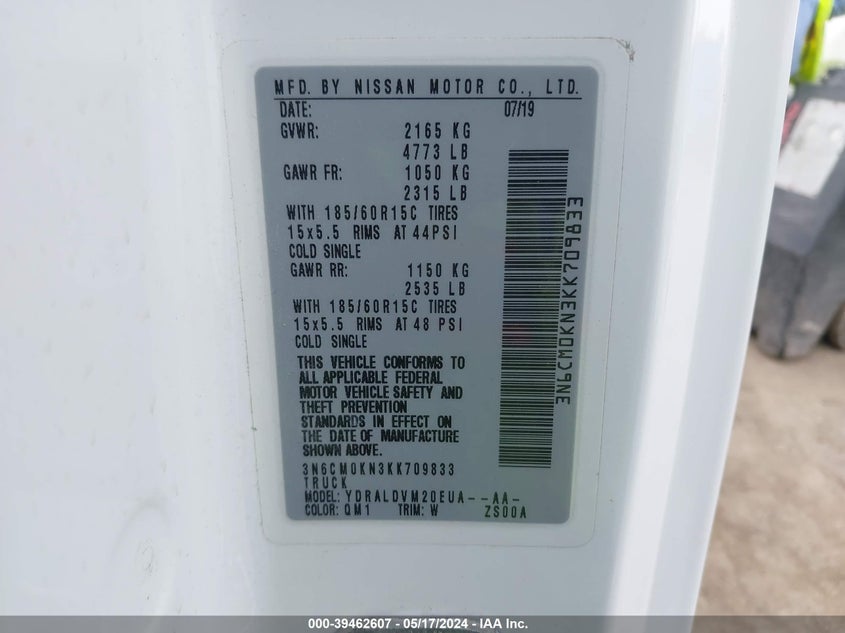 MFD. BY NISSAN MOTOR CO., LTD.
DATE: 07/19
GVWR: 2165 KG
4773 LB
GAWR FR: 1050 KG
2315 LB
WITH 185/60R15C TIRES
15x5.5 RIMS AT 44PSI
COLD SINGLE
GAWR RR: 1150 KG
2535 LB
WITH 185/60R15C TIRES
15x5.5 RIMS AT 48 PSI
COLD SINGLE
THIS VEHICLE CONFORMS TO
ALL APPLICABLE FEDERAL
MOTOR VEHICLE SAFETY AND
THEFT PREVENTION
STANDARDS IN EFFECT ON
THE DATE OF MANUFACTURE
SHOWN ABOVE.
3N6CM0KN3KK709833
TRUCK
MODEL: YDRALDVM20EUA--AA-
COLOR: QM1 TRIM: W ZS00A
3N6CM0KN3KK709833
000-39462607 - 05/17/2024 - IAA Inc.